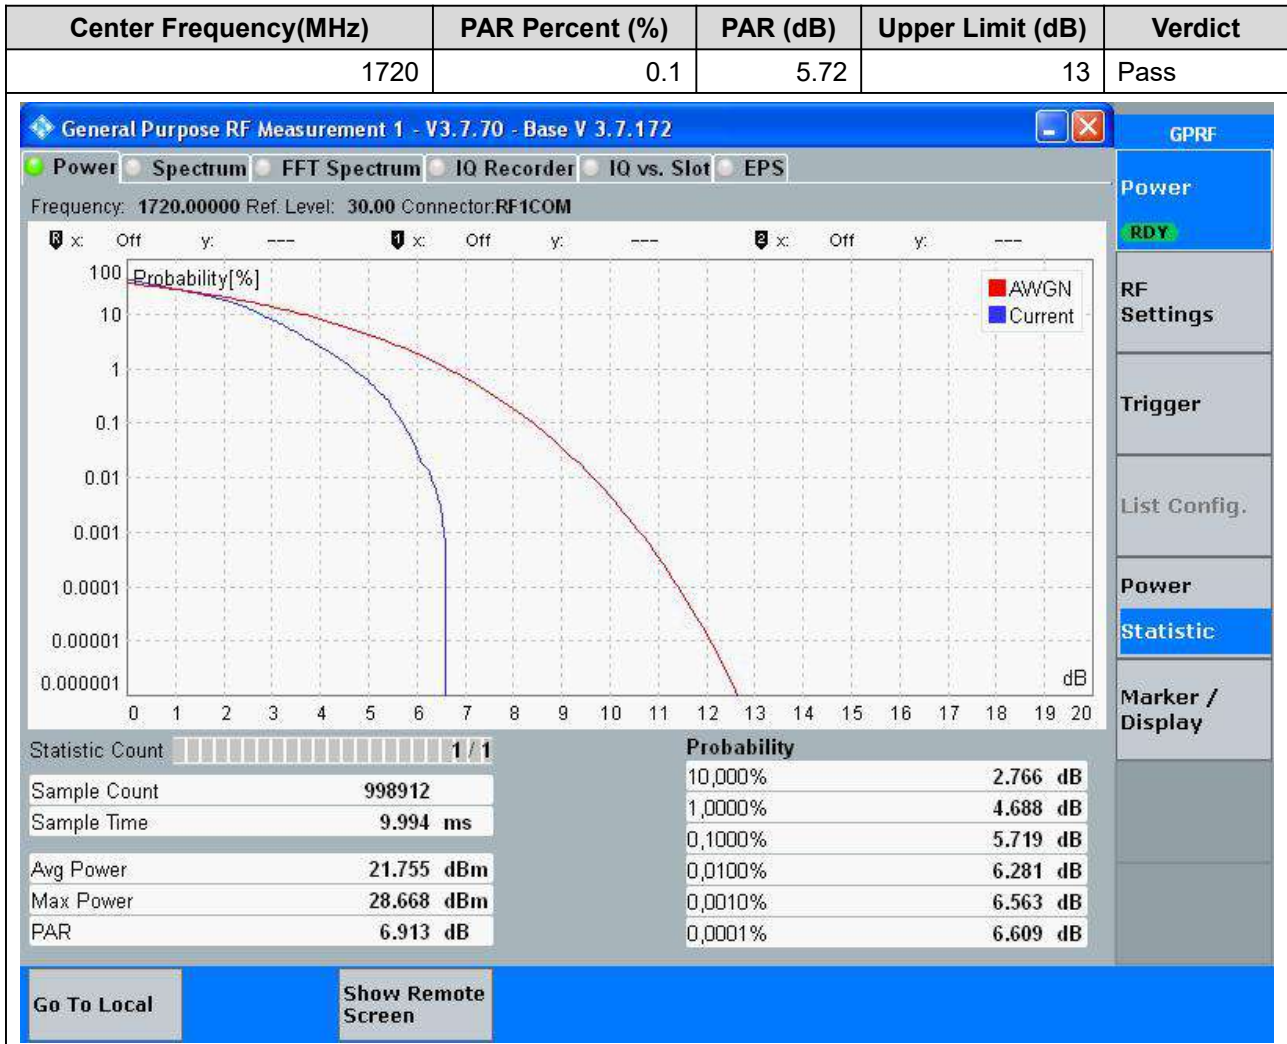 Center Frequency(MHz) PAR Percent (%) PAR (dB) Upper Limit (dB) Verdict
1720 0.1 5.72 13 Pass
General Purpose RF Measurement 1 - V3.7.70 - Base V 3.7.172
GPRF
Power Spectrum FFT Spectrum IQ Recorder IQ vs. Slot EPS
Power
RDY
Frequency: 1720.00000 Ref. Level: 30.00 Connector:RF1COM
R x: Off y: --- 1 x: Off y: --- 2 x: Off y: ---
Probability[%]
AWGN
Current
100
10
1
0.1
0.01
0.001
0.0001
0.00001
0.000001
dB
0 1 2 3 4 5 6 7 8 9 10 11 12 13 14 15 16 17 18 19 20
RF
Settings
Trigger
List Config.
Power
Statistic
Marker /
Display
Statistic Count 1 / 1
Sample Count 998912
Sample Time 9.994 ms
Avg Power 21.755 dBm
Max Power 28.668 dBm
PAR 6.913 dB
Probability
10,000% 2.766 dB
1,0000% 4.688 dB
0,1000% 5.719 dB
0,0100% 6.281 dB
0,0010% 6.563 dB
0,0001% 6.609 dB
Go To Local
Show Remote
Screen